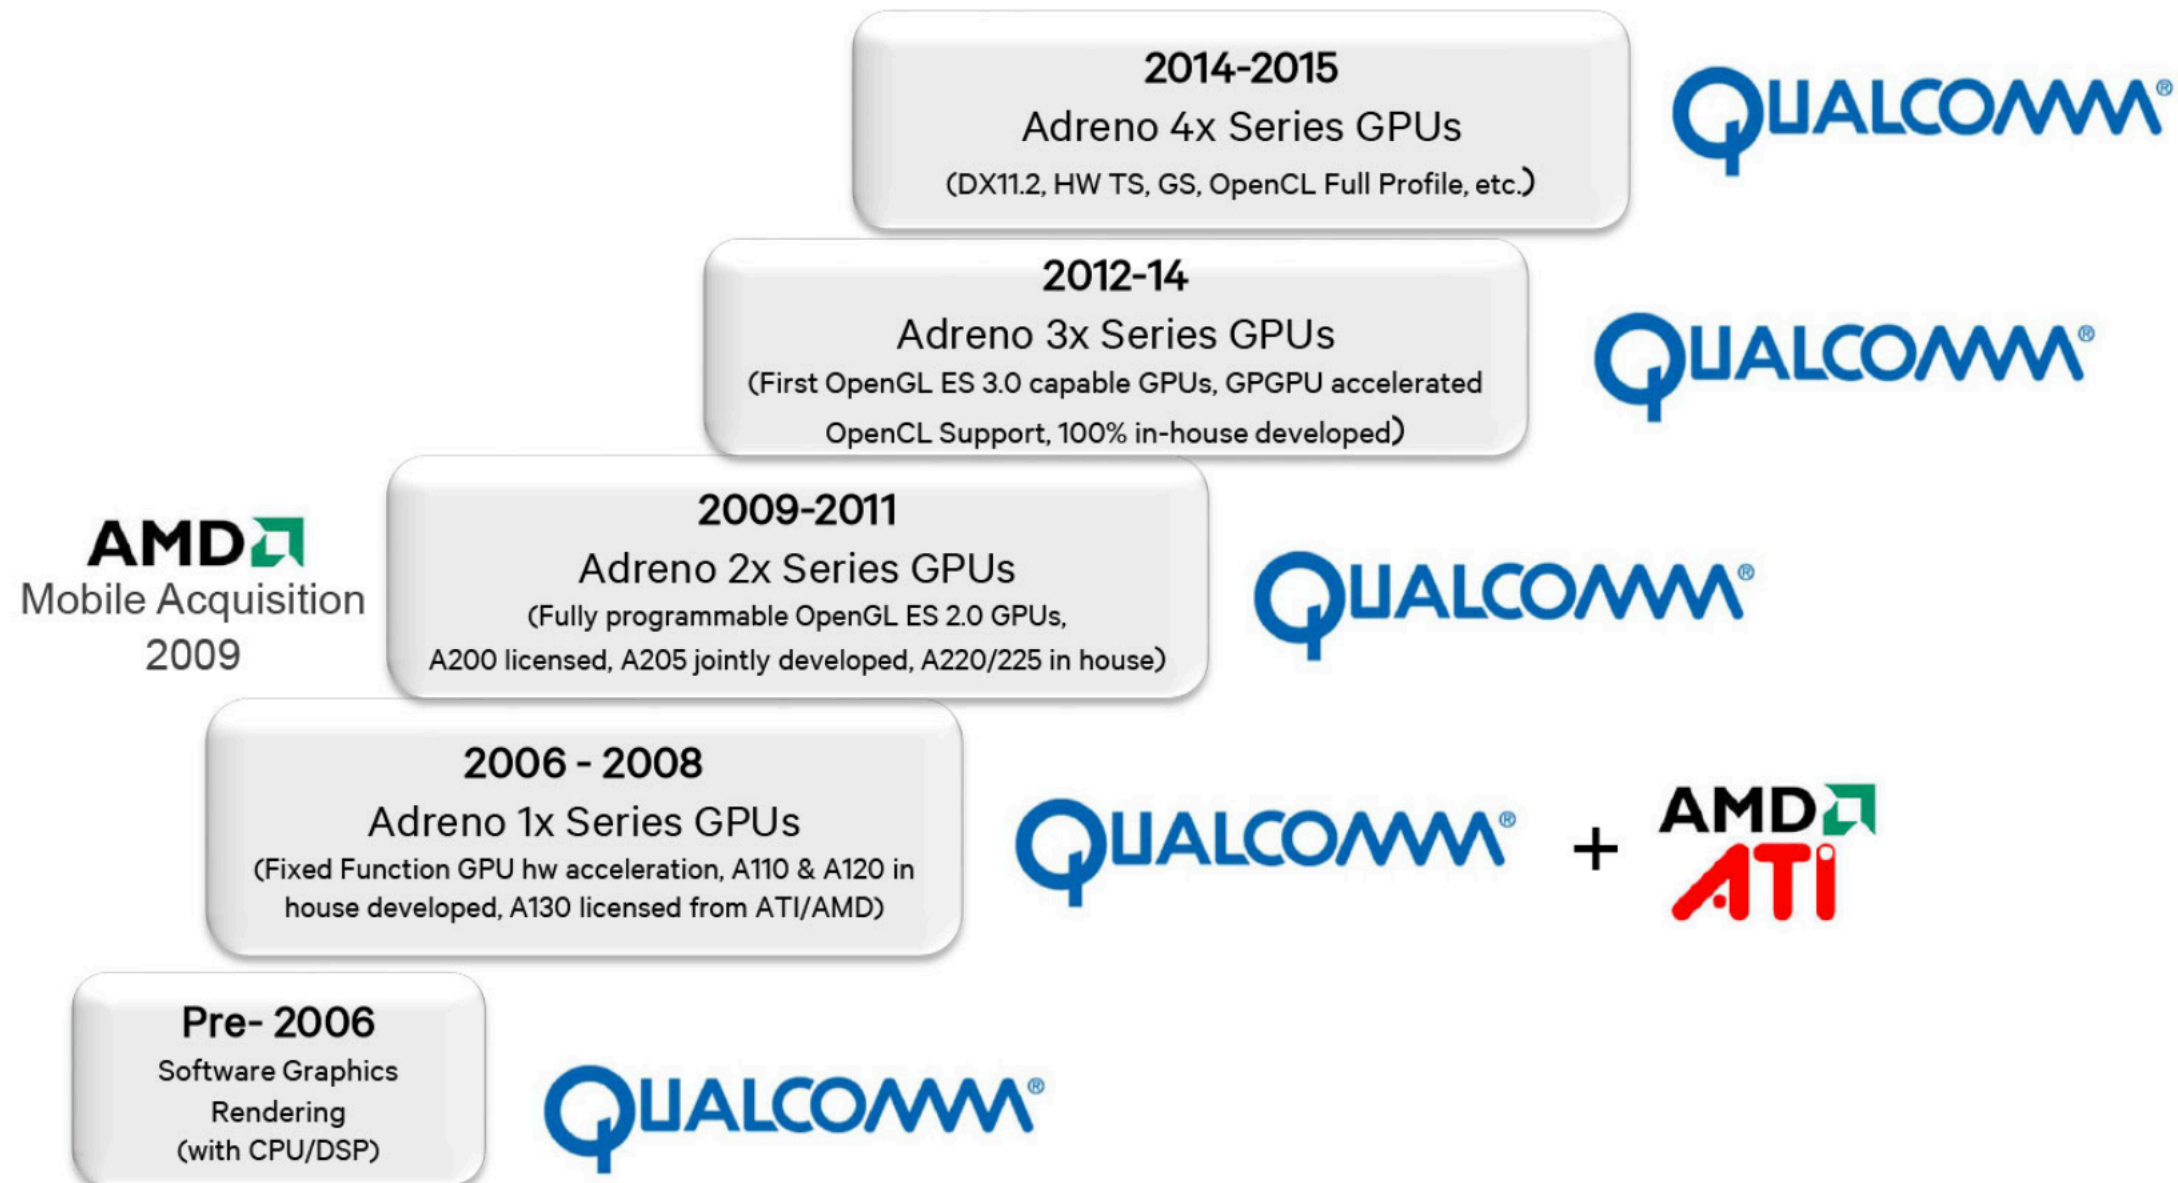 2014-2015
Adreno 4x Series GPUs
(DX11.2, HW TS, GS, OpenCL Full Profile, etc.)
QUALCOMM®
2012-14
Adreno 3x Series GPUs
(First OpenGL ES 3.0 capable GPUs, GPGPU accelerated
OpenCL Support, 100% in-house developed)
QUALCOMM®
AMD
Mobile Acquisition
2009
2009-2011
Adreno 2x Series GPUs
(Fully programmable OpenGL ES 2.0 GPUs,
A200 licensed, A205 jointly developed, A220/225 in house)
QUALCOMM®
2006 - 2008
Adreno 1x Series GPUs
(Fixed Function GPU hw acceleration, A110 & A120 in
house developed, A130 licensed from ATI/AMD)
QUALCOMM®
+
AMD
ATI
Pre- 2006
Software Graphics
Rendering
(with CPU/DSP)
QUALCOMM®